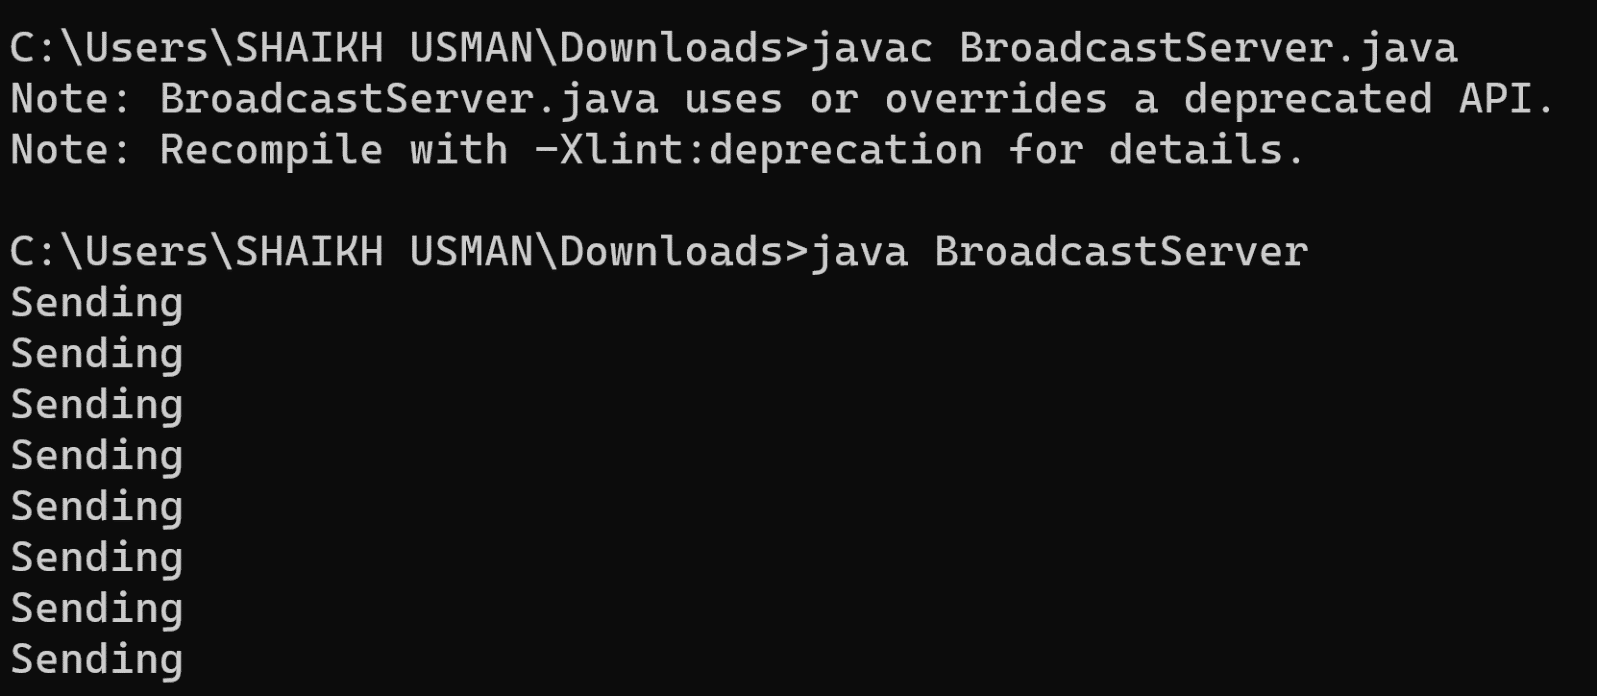 C:\Users\SHAIKH USMAN\Downloads>javac BroadcastServer.java
Note: BroadcastServer.java uses or overrides a deprecated API.
Note: Recompile with -Xlint:deprecation for details.
C:\Users\SHAIKH USMAN\Downloads>java BroadcastServer
Sending
Sending
Sending
Sending
Sending
Sending
Sending
Sending